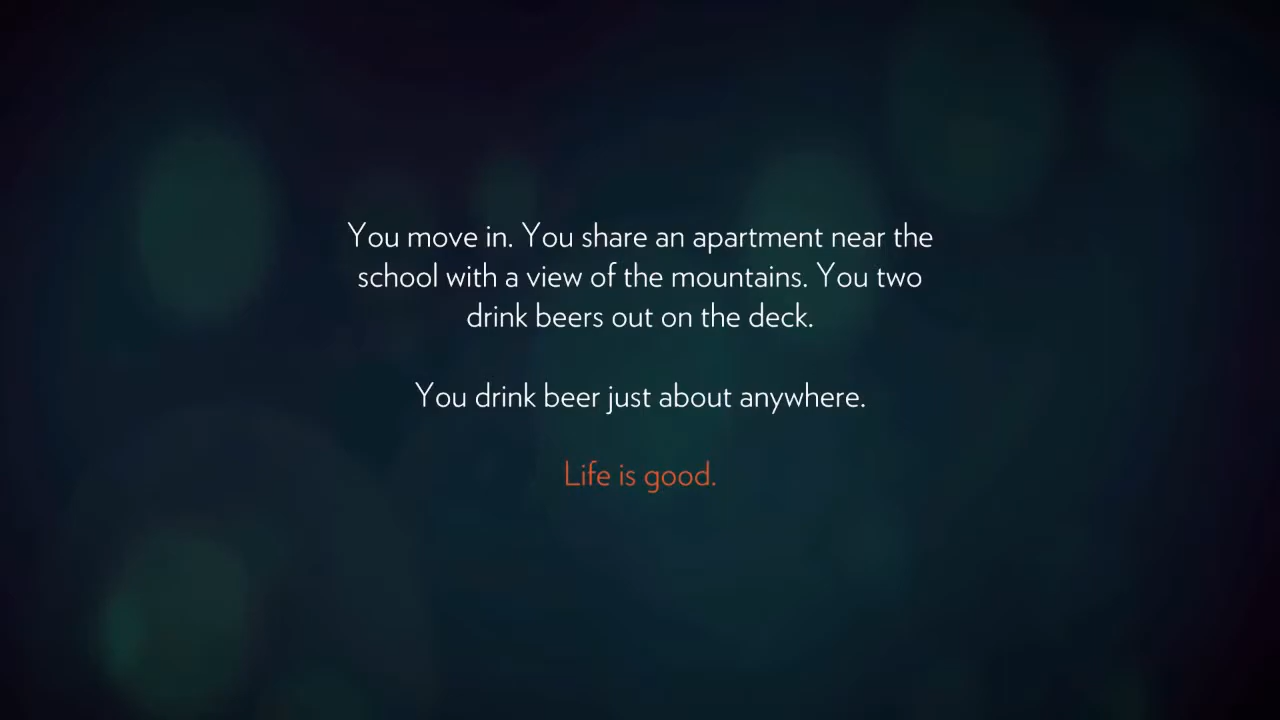 You move in. You share an apartment near the
school with a view of the mountains. You two
drink beers out on the deck.
You drink beer just about anywhere.
Life is good.